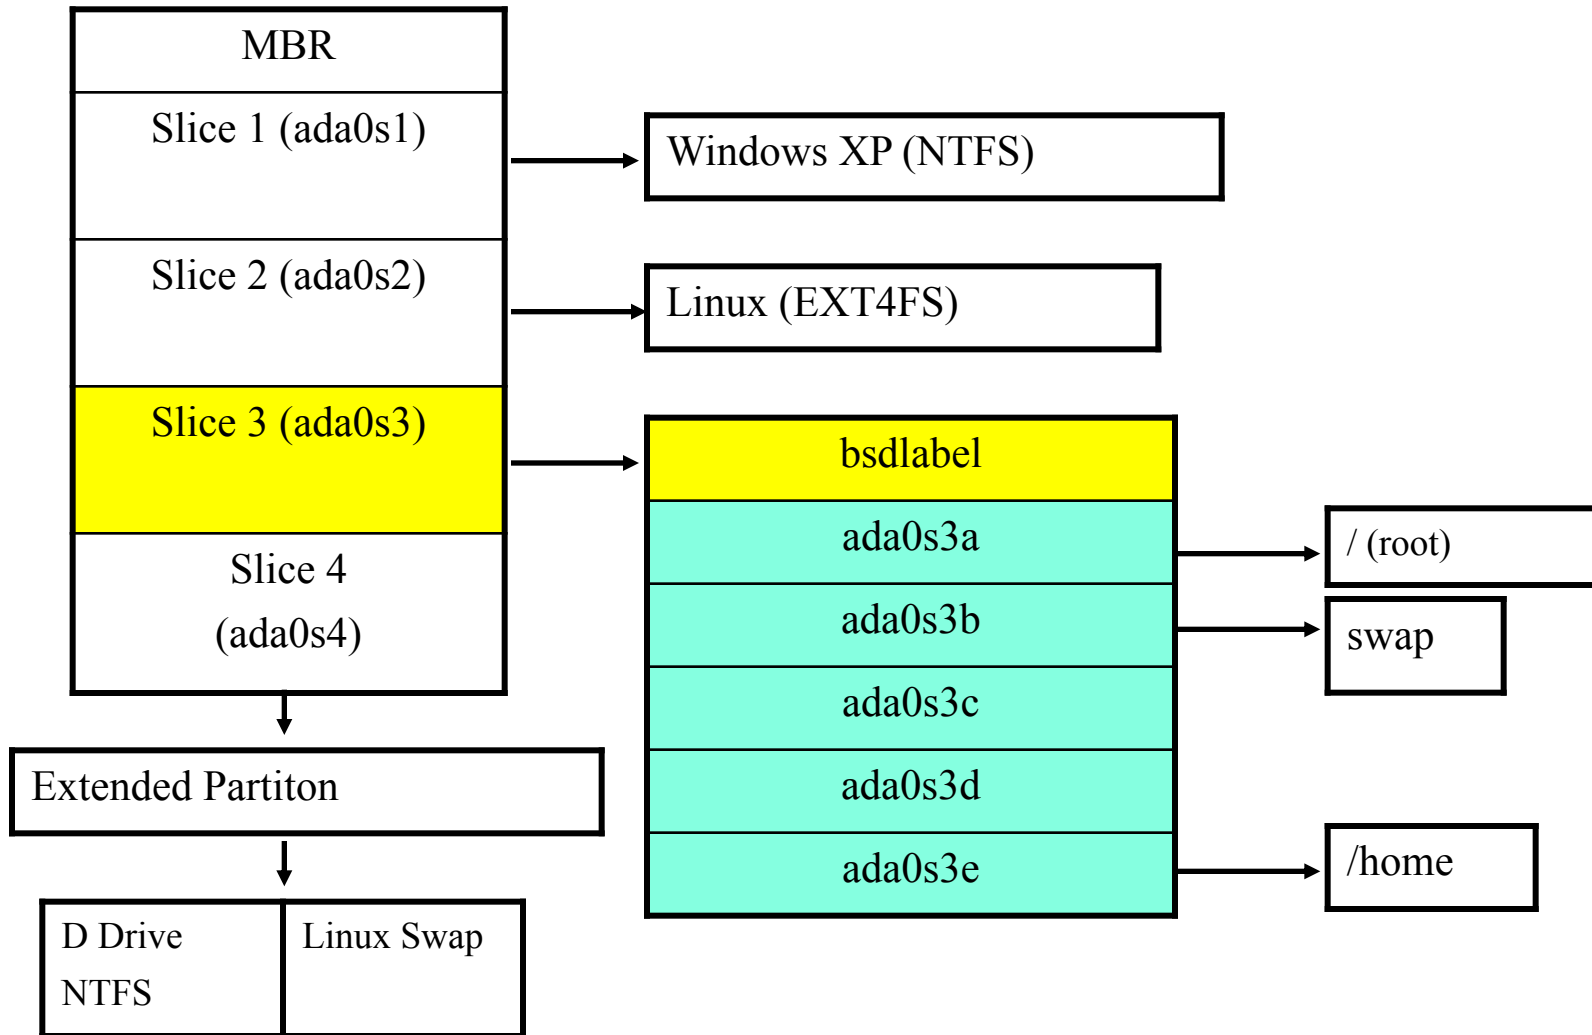 MBR
Slice 1 (ada0s1)
Windows XP (NTFS)
Slice 2 (ada0s2)
Linux (EXT4FS)
Slice 3 (ada0s3)
bsdlabel
ada0s3a
/ (root)
Slice 4
(ada0s4)
ada0s3b
swap
ada0s3c
Extended Partiton
ada0s3d
ada0s3e
/home
D Drive
NTFS
Linux Swap